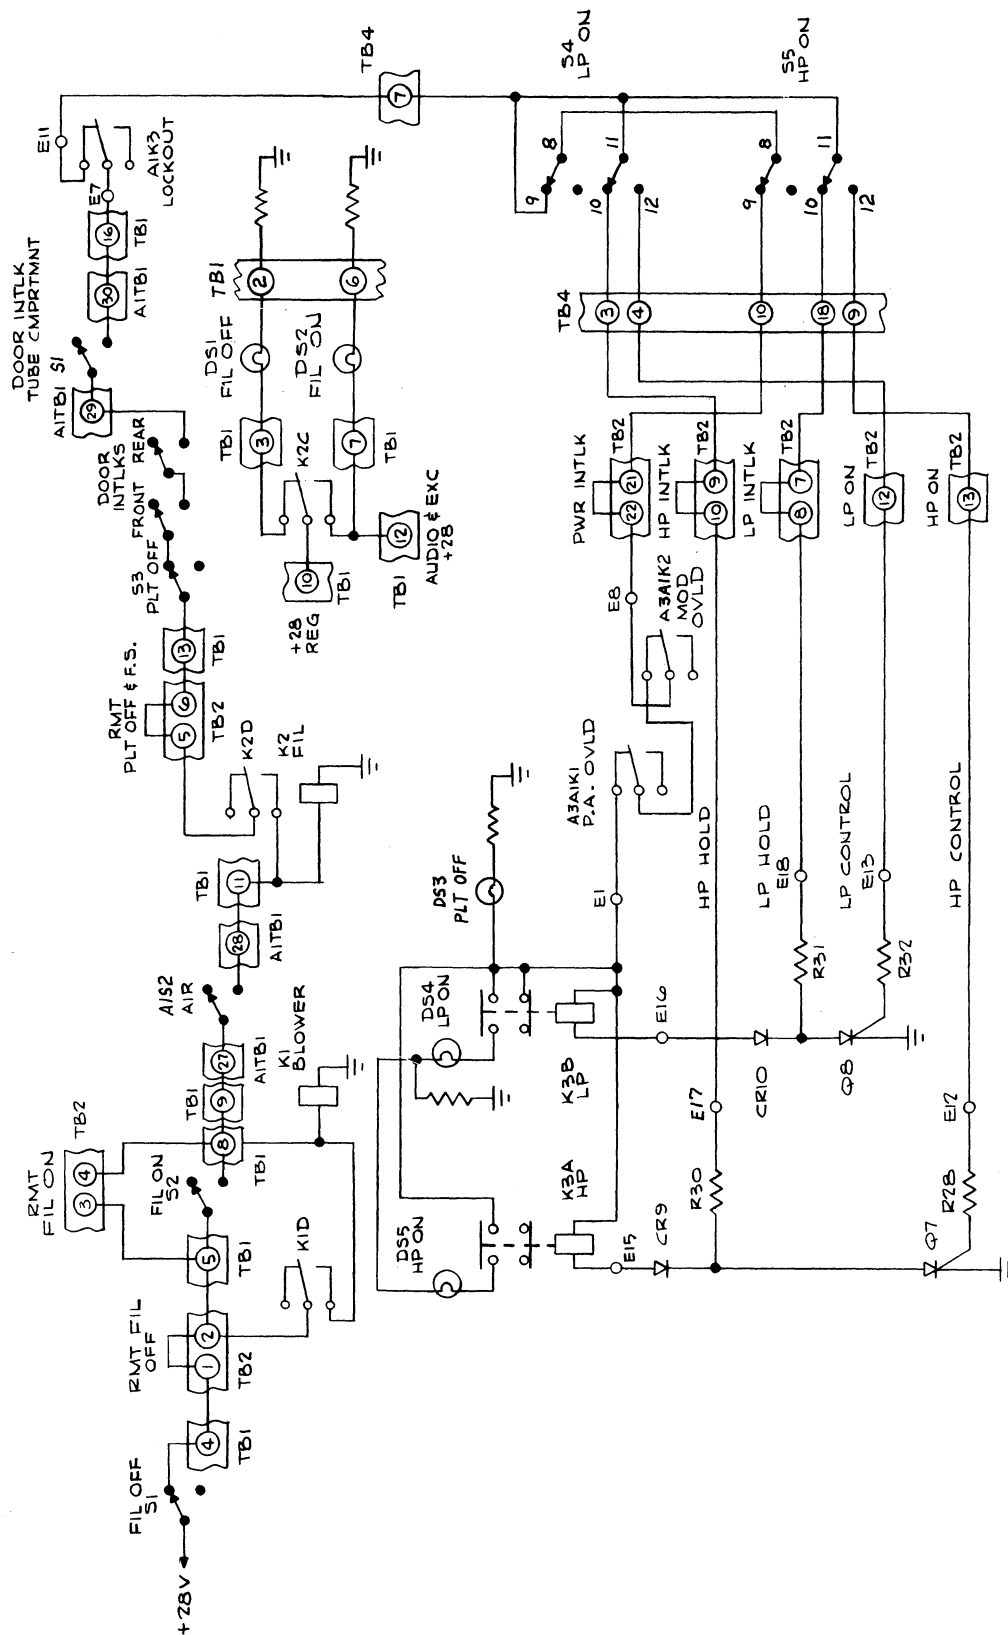 +28V
FIL OFF
S1
4
TB1
RMT FIL
OFF
1
2
TB2
5
TB1
RMT
FIL ON
3
4
TB2
FIL ON
S2
8
TB1
K1D
K1
BLOWER
9
TB1
27
A1TB1
A1S2
AIR
28
A1TB1
11
TB1
K2D
K2
FIL
RMT
PLT OFF & F.S.
5
6
TB2
13
TB1
S3
PLT OFF
DOOR
INTLKS
FRONT
REAR
29
A1TB1
S1
DOOR INTLK
TUBE CMPRTMNT
30
A1TB1
16
TB1
E7
E11
A1K3
LOCKOUT
TB4
7
+28
REG
10
TB1
K2C
3
TB1
DS1
FIL OFF
2
TB1
7
TB1
DS2
FIL ON
6
12
TB1
AUDIO & EXC
+28
S4
LP ON
8
9
10
11
12
S5
HP ON
8
9
10
11
12
TB4
3
4
10
18
9
PWR INTLK
22
21
TB2
HP INTLK
10
9
TB2
LP INTLK
8
7
TB2
LP ON
12
TB2
HP ON
13
TB2
E8
A3A1K2
MOD
OVLD
A3A1K1
P.A. OVLD
DS3
PLT OFF
DS4
LP ON
DS5
HP ON
E1
K3B
LP
K3A
HP
E16
E15
CR9
CR10
HP HOLD
E17
R30
LP HOLD
E18
R31
LP CONTROL
E13
R32
Q8
HP CONTROL
E12
R28
Q7